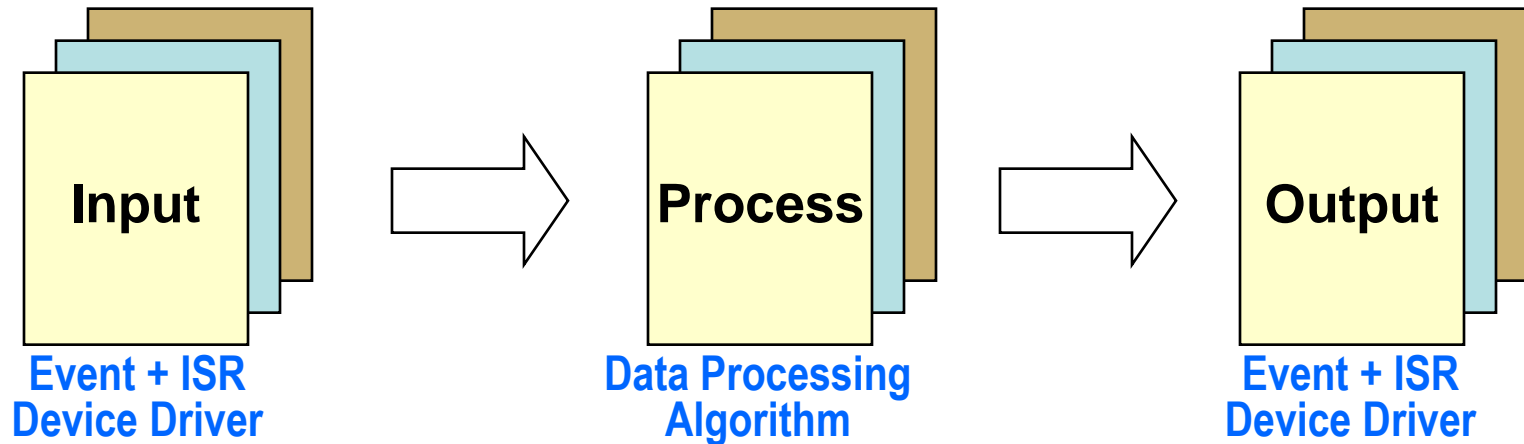 Input
Process
Output
Event + ISR
Device Driver
Data Processing
Algorithm
Event + ISR
Device Driver